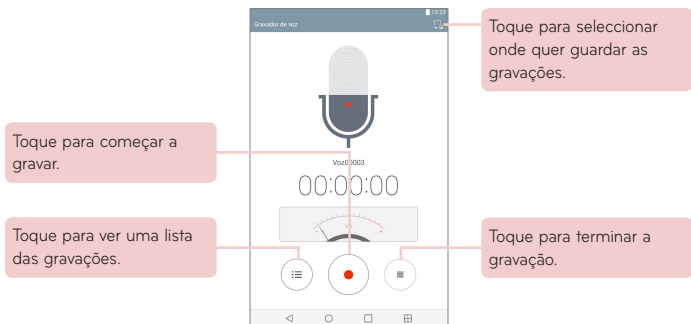 13:23
Gravador de voz
Toque para seleccionar
onde quer guardar as
gravações.
Toque para começar a
gravar.
Voz00003
00:00:00
- VU +
Toque para ver uma lista
das gravações.
Toque para terminar a
gravação.